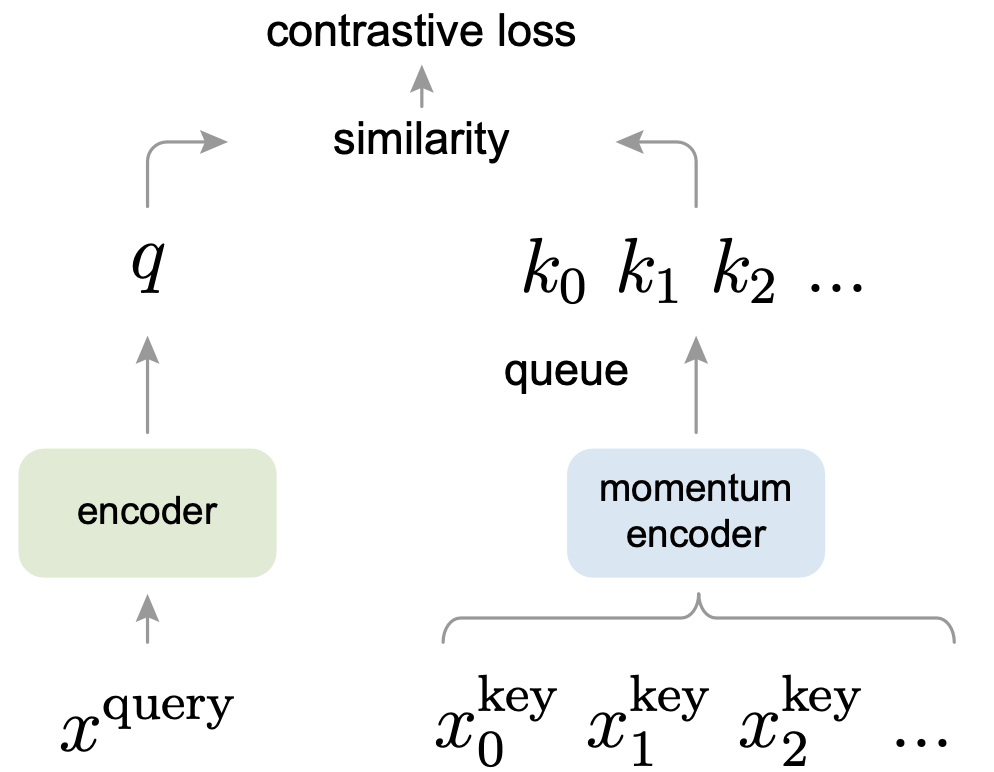 contrastive loss
similarity
q k₀ k₁ k₂ ...
queue
encoder
momentum
encoder
x^query x₀^key x₁^key x₂^key ...